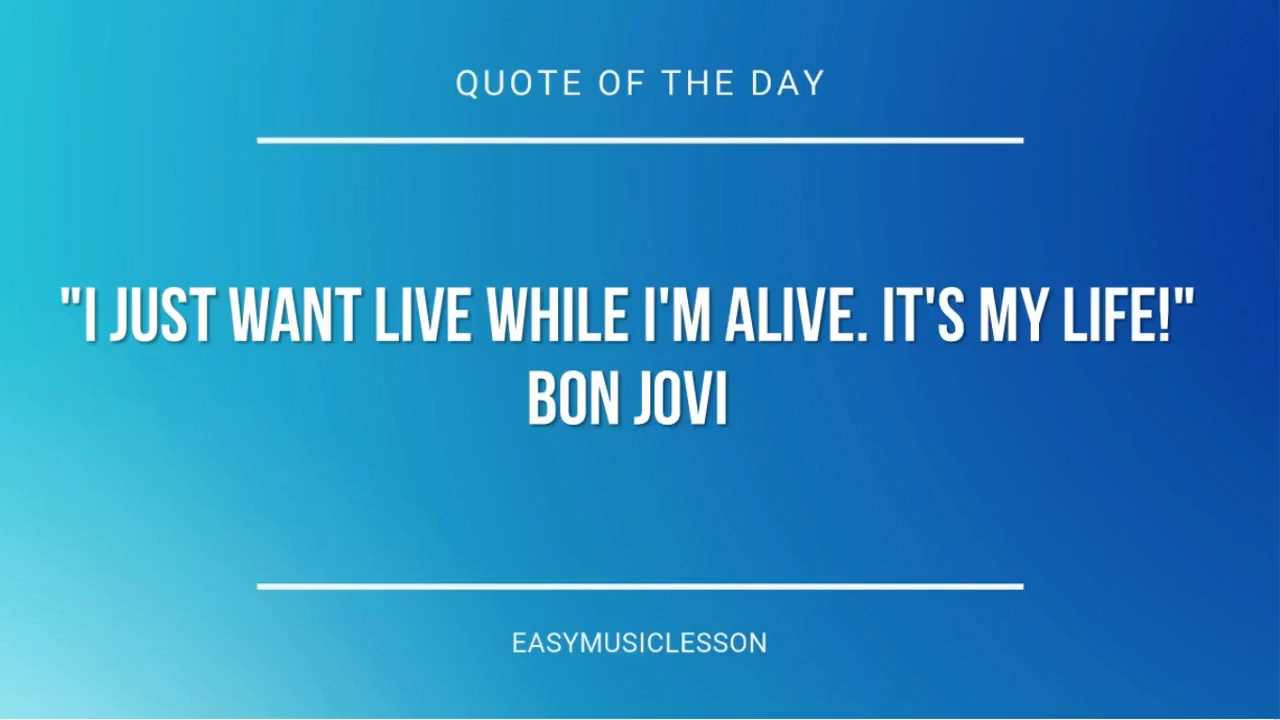 QUOTE OF THE DAY
"I JUST WANT LIVE WHILE I'M ALIVE. IT'S MY LIFE!"
BON JOVI
EASYMUSICLESSON